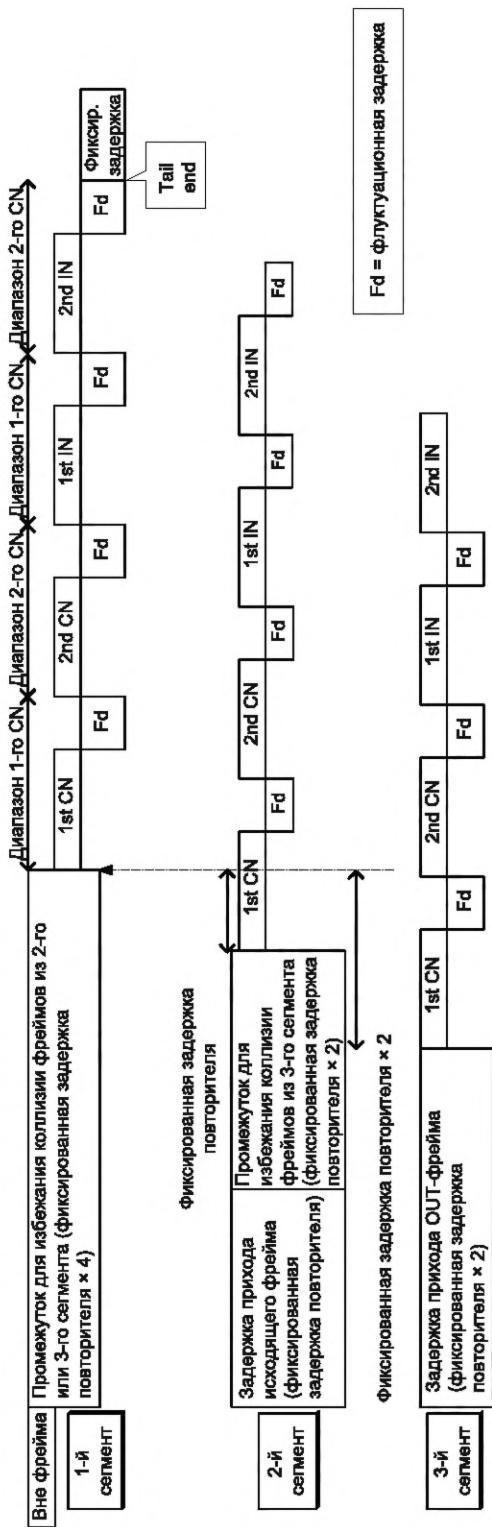 Диапазон 1-го CN Диапазон 2-го CN Диапазон 1-го CN Диапазон 2-го CN
Вне фрейма
Промежуток для избежания коллизии фреймов из 2-го
или 3-го сегмента (фиксированная задержка
повторителя × 4)
1-й
сегмент
1st CN
Fd
2nd CN
Fd
1st IN
Fd
2nd IN
Fd
Фиксир.
задержка
Tail
end
Фиксированная задержка
повторителя
2-й
сегмент
Задержка прихода
исходящего фрейма
(фиксированная
задержка повторителя)
Промежуток для
избежания коллизии
фреймов из 3-го сегмента
(фиксированная задержка
повторителя × 2)
1st CN
Fd
2nd CN
Fd
1st IN
Fd
2nd IN
Fd
Фиксированная задержка повторителя × 2
Fd = флуктуационная задержка
3-й
сегмент
Задержка прихода OUT-фрейма
(фиксированная задержка
повторителя × 2)
1st CN
Fd
2nd CN
Fd
1st IN
Fd
2nd IN